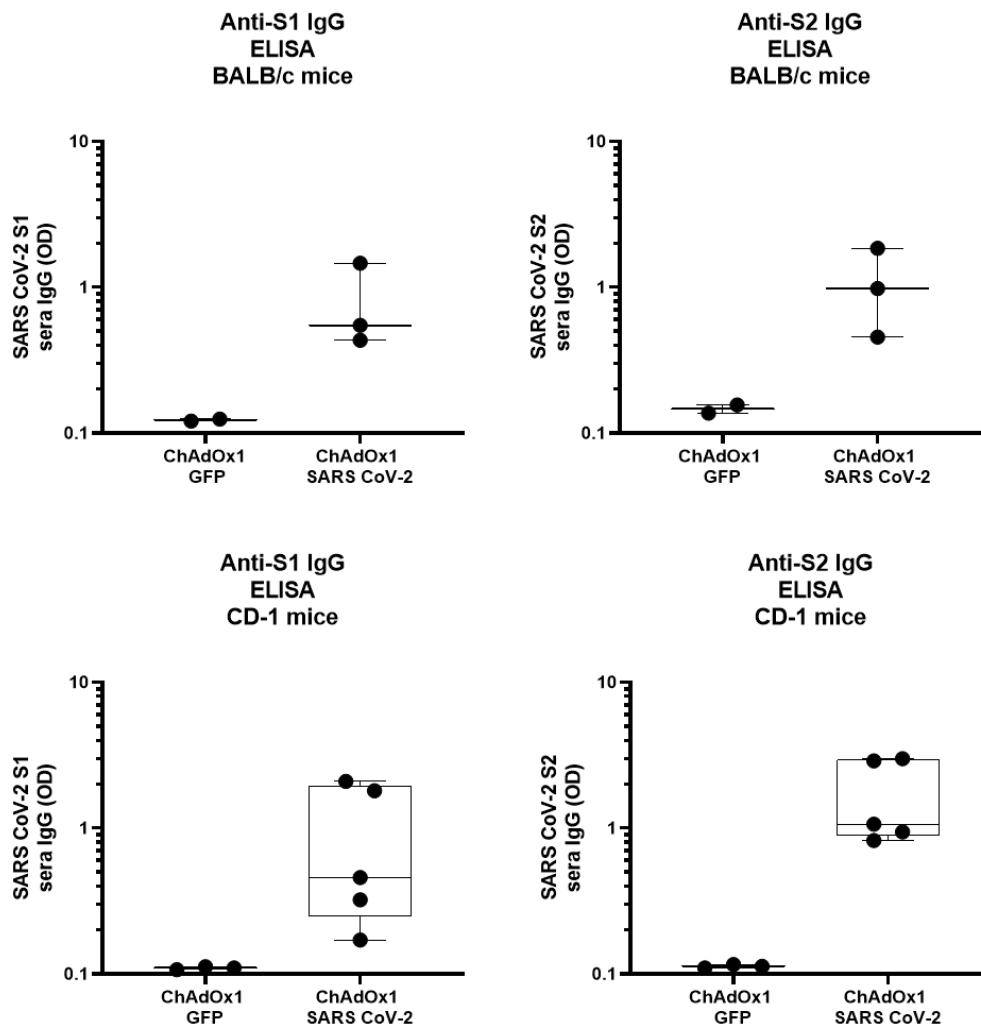 Anti-S1 IgG
ELISA
BALB/c mice
SARS CoV-2 S1
sera IgG (OD)
10
1
0.1
ChAdOx1
GFP
ChAdOx1
SARS CoV-2
Anti-S2 IgG
ELISA
BALB/c mice
SARS CoV-2 S2
sera IgG (OD)
10
1
0.1
ChAdOx1
GFP
ChAdOx1
SARS CoV-2
Anti-S1 IgG
ELISA
CD-1 mice
SARS CoV-2 S1
sera IgG (OD)
10
1
0.1
ChAdOx1
GFP
ChAdOx1
SARS CoV-2
Anti-S2 IgG
ELISA
CD-1 mice
SARS CoV-2 S2
sera IgG (OD)
10
1
0.1
ChAdOx1
GFP
ChAdOx1
SARS CoV-2